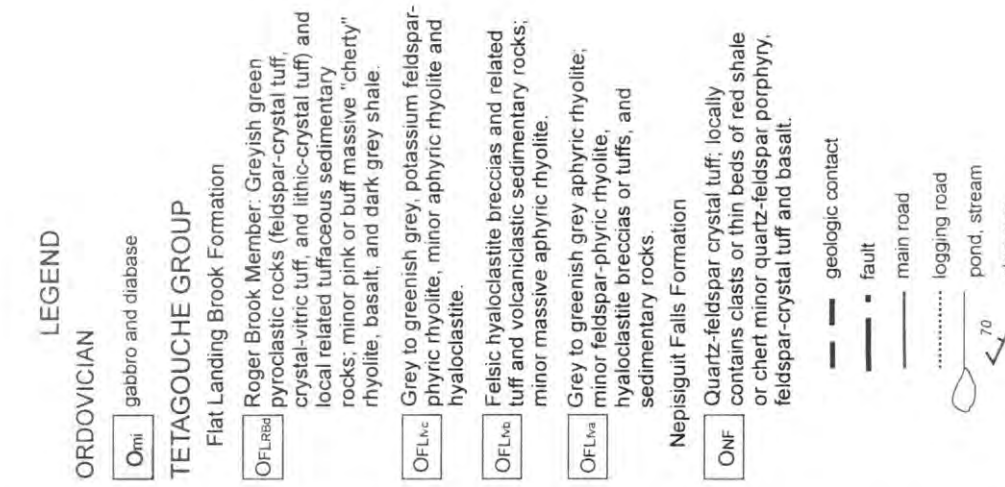 LEGEND
ORDOVICIAN
Omi gabbro and diabase
TETAGOUCHE GROUP
Flat Landing Brook Formation
OFLRBd Roger Brook Member: Greyish green
pyroclastic rocks (feldspar-crystal tuff,
crystal-vitric tuff, and lithic-crystal tuff) and
local related tuffaceous sedimentary
rocks; minor pink or buff massive "cherty"
rhyolite, basalt, and dark grey shale.
OFLivc Grey to greenish grey, potassium feldspar-
phyric rhyolite, minor aphyric rhyolite and
hyaloclastite.
OFLivb Felsic hyaloclastite breccias and related
tuff and volcaniclastic sedimentary rocks;
minor massive aphyric rhyolite.
OFLiva Grey to greenish grey aphyric rhyolite;
minor feldspar-phyric rhyolite,
hyaloclastite breccias or tuffs, and
sedimentary rocks.
Nepisiguit Falls Formation
ONF Quartz-feldspar crystal tuff; locally
contains clasts or thin beds of red shale
or chert minor quartz-feldspar porphyry,
feldspar-crystal tuff and basalt.
geologic contact
fault
main road
logging road
pond, stream
70